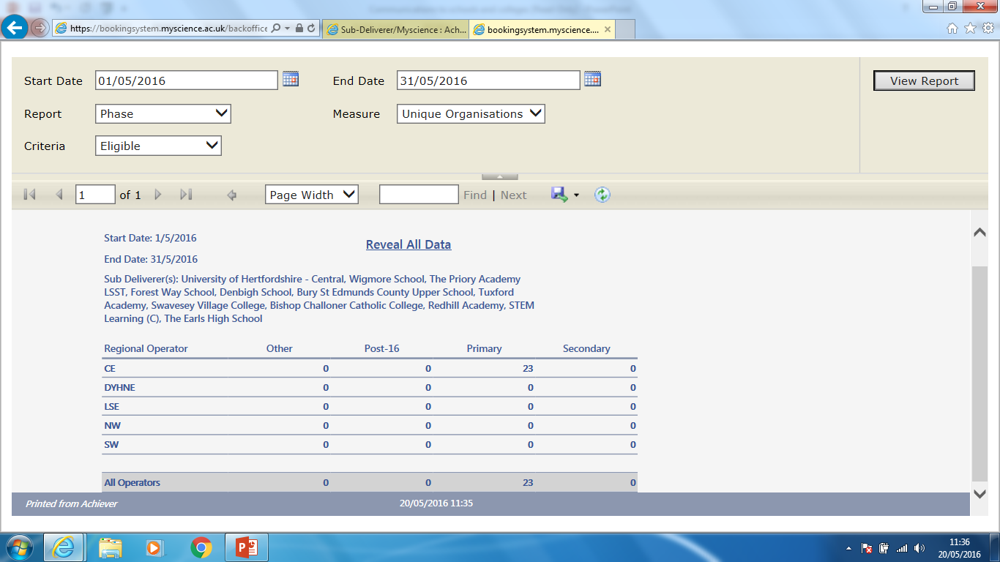 https://bookingsystem.myscience.ac.uk/backoffice
Sub-Deliverer/Myscience : Ach...
bookingsystem.myscience....
Start Date 01/05/2016 End Date 31/05/2016 View Report
Report Phase Measure Unique Organisations
Criteria Eligible
1 of 1 Page Width Find | Next
Start Date: 1/5/2016
Reveal All Data
End Date: 31/5/2016
Sub Deliverer(s): University of Hertfordshire - Central, Wigmore School, The Priory Academy
LSST, Forest Way School, Denbigh School, Bury St Edmunds County Upper School, Tuxford
Academy, Swavesey Village College, Bishop Challoner Catholic College, Redhill Academy, STEM
Learning (C), The Earls High School
Regional Operator Other Post-16 Primary Secondary
CE 0 0 23 0
DYHNE 0 0 0 0
LSE 0 0 0 0
NW 0 0 0 0
SW 0 0 0 0
All Operators 0 0 23 0
Printed from Achiever 20/05/2016 11:35
11:36
20/05/2016